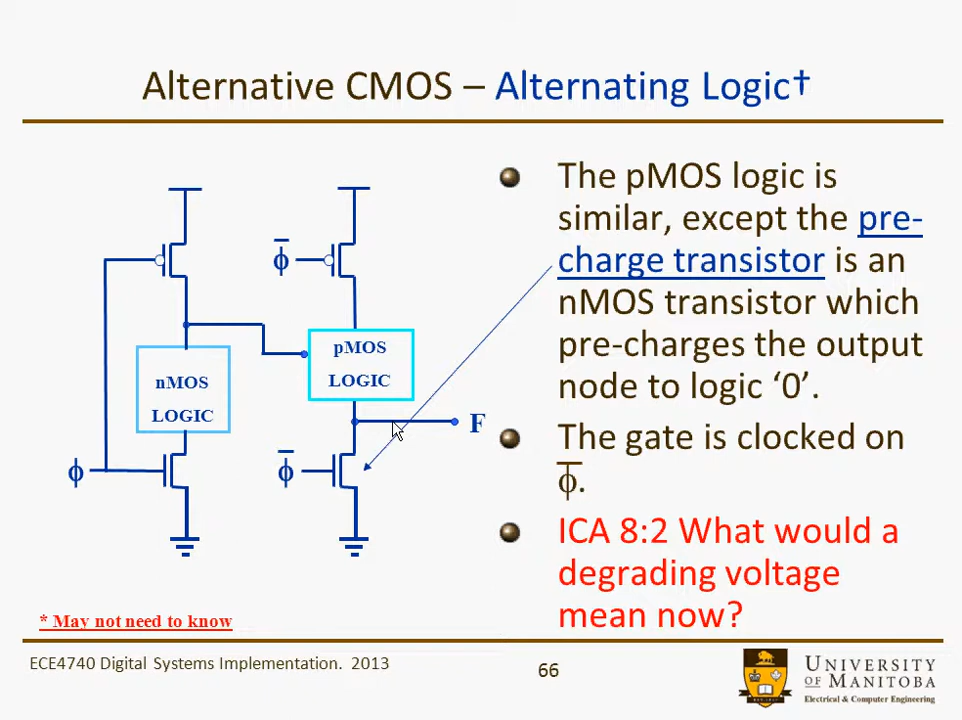 Alternative CMOS – Alternating Logic†
The pMOS logic is
similar, except the pre-
charge transistor is an
nMOS transistor which
pre-charges the output
node to logic ‘0’.
The gate is clocked on
ϕ̅.
ICA 8:2 What would a
degrading voltage
mean now?
ϕ̅
pMOS
LOGIC
nMOS
LOGIC
F
ϕ
ϕ̅
* May not need to know
ECE4740 Digital Systems Implementation. 2013
66
UNIVERSITY
OF MANITOBA
Electrical & Computer Engineering